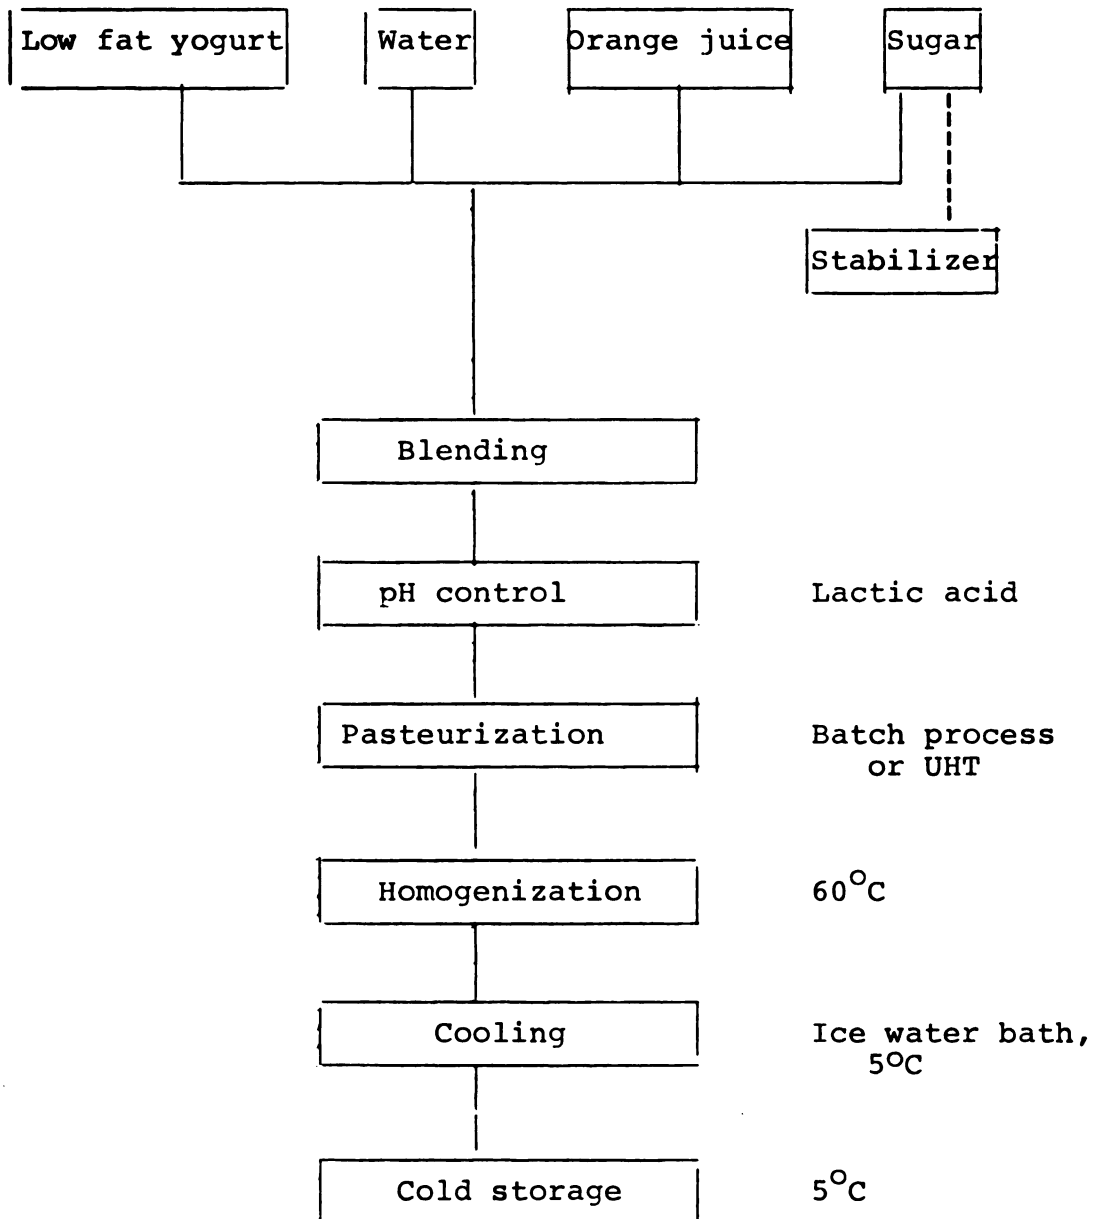 Low fat yogurt
Water
Orange juice
Sugar
Stabilizer
Blending
pH control
Lactic acid
Pasteurization
Batch process
or UHT
Homogenization
60°C
Cooling
Ice water bath,
5°C
Cold storage
5°C